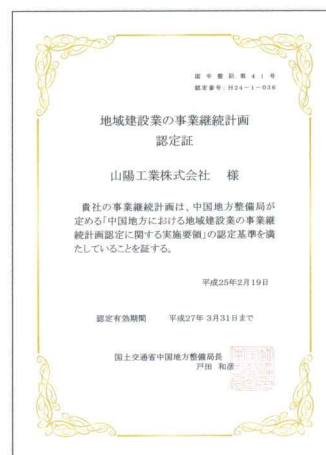 国中整防第41号
認定番号：H24-1-036
地域建設業の事業継続計画
認定証
山陽工業株式会社 様
貴社の事業継続計画は、中国地方整備局が
定める「中国地方における地域建設業の事業継
続計画認定に関する実施要領」の認定基準を満
たしていることを証する。
平成25年2月19日
認定有効期間 平成27年3月31日まで
国土交通省中国地方整備局長
戸田 和彦